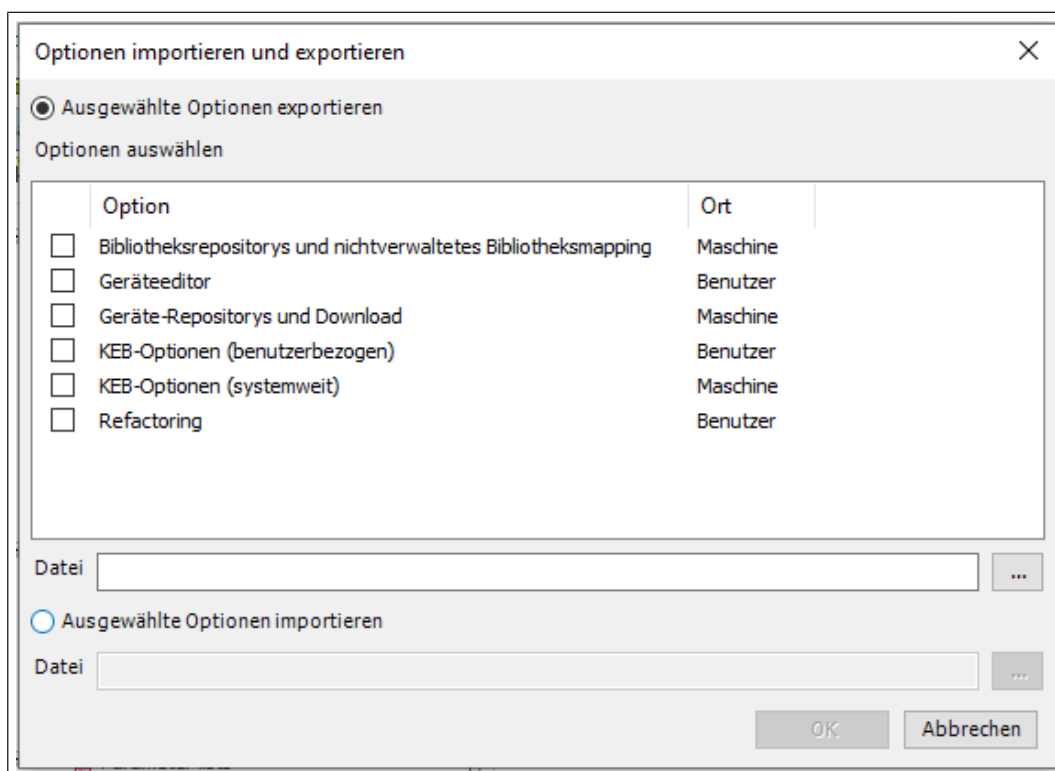 Optionen importieren und exportieren
Ausgewählte Optionen exportieren
Optionen auswählen
Option Ort
Bibliotheksrepositorys und nichtverwaltetes Bibliotheksmapping Maschine
Geräteeditor Benutzer
Geräte-Repositorys und Download Maschine
KEB-Optionen (benutzerbezogen) Benutzer
KEB-Optionen (systemweit) Maschine
Refactoring Benutzer
Datei ...
Ausgewählte Optionen importieren
Datei ...
OK Abbrechen